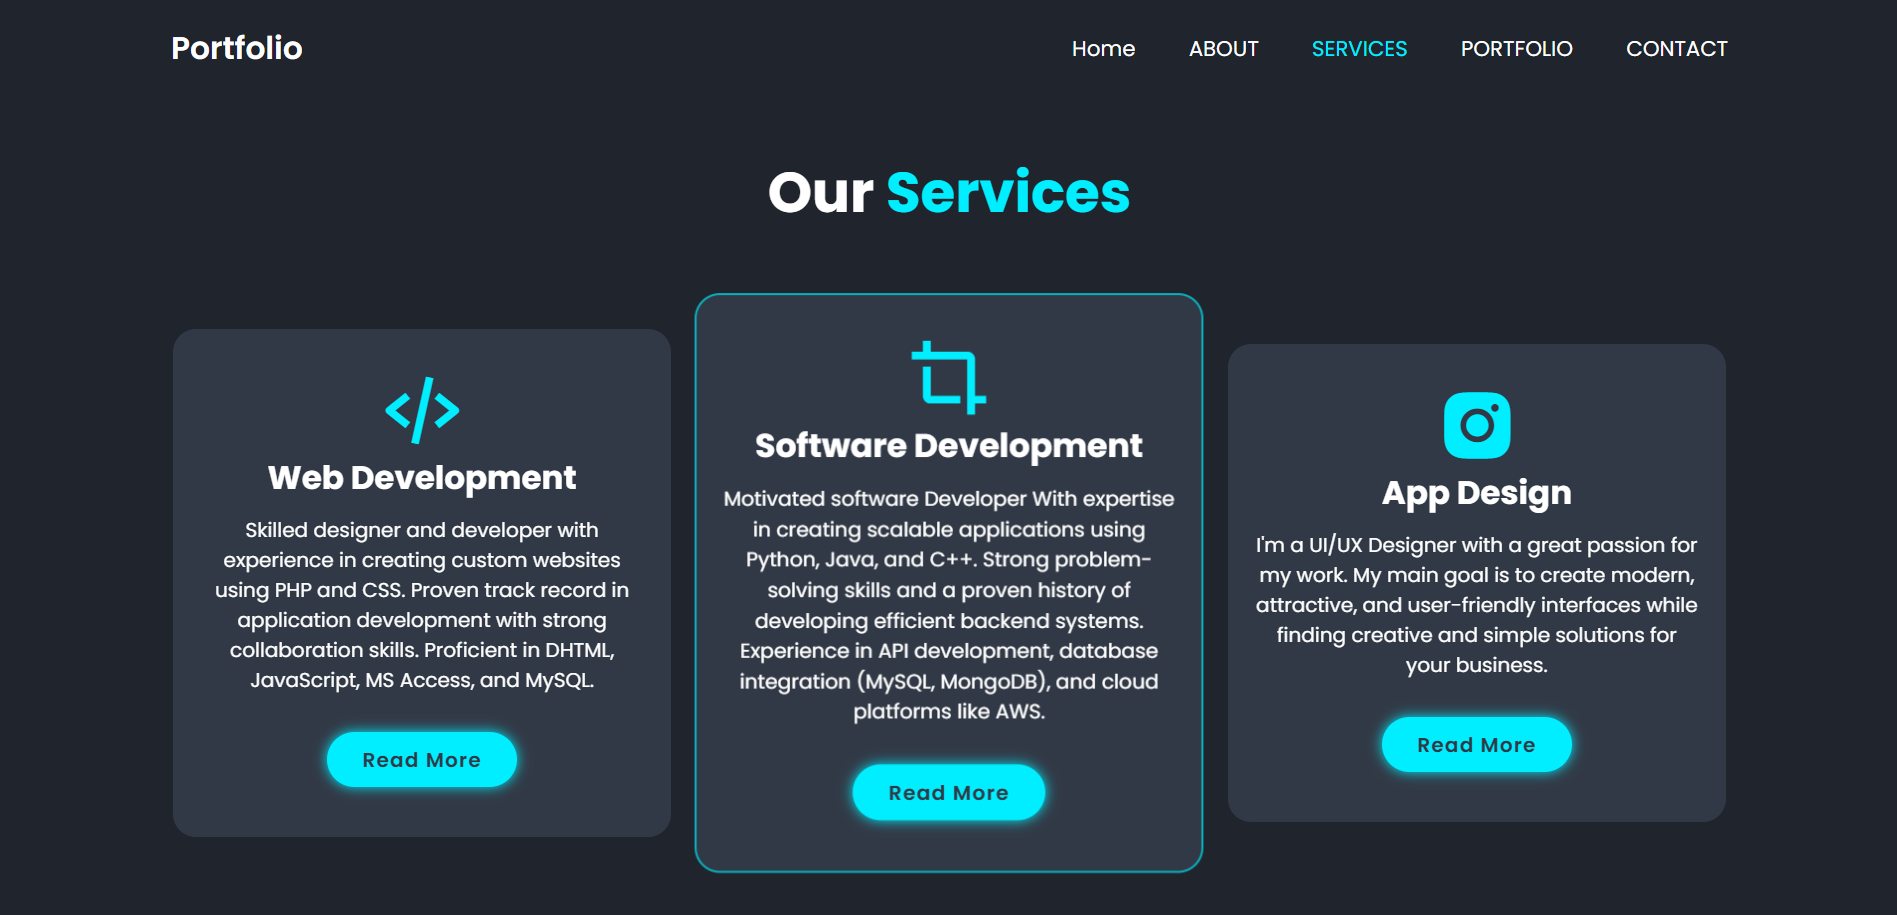 Portfolio
Home ABOUT SERVICES PORTFOLIO CONTACT
Our Services
Web Development
Skilled designer and developer with
experience in creating custom websites
using PHP and CSS. Proven track record in
application development with strong
collaboration skills. Proficient in DHTML,
JavaScript, MS Access, and MySQL.
Read More
Software Development
Motivated software Developer With expertise
in creating scalable applications using
Python, Java, and C++. Strong problem-
solving skills and a proven history of
developing efficient backend systems.
Experience in API development, database
integration (MySQL, MongoDB), and cloud
platforms like AWS.
Read More
App Design
I'm a UI/UX Designer with a great passion for
my work. My main goal is to create modern,
attractive, and user-friendly interfaces while
finding creative and simple solutions for
your business.
Read More